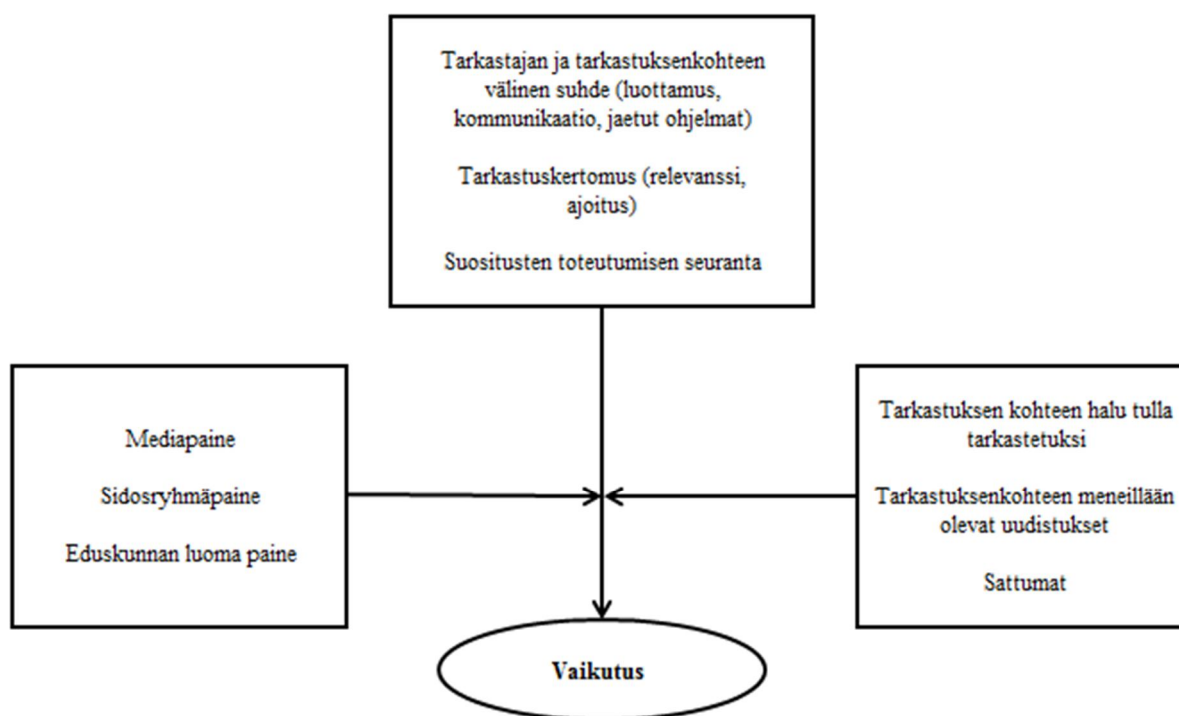 Tarkastajan ja tarkastuksenkohteen
välinen suhde (luottamus,
kommunikaatio, jaetut ohjelmat)
Tarkastuskertomus (relevanssi,
ajoitus)
Suositusten toteutumisen seuranta
Mediapaine
Sidosryhmäpaine
Eduskunnan luoma paine
Tarkastuksen kohteen halu tulla
tarkastetuksi
Tarkastuksenkohteen meneillään
olevat uudistukset
Sattumat
Vaikutus